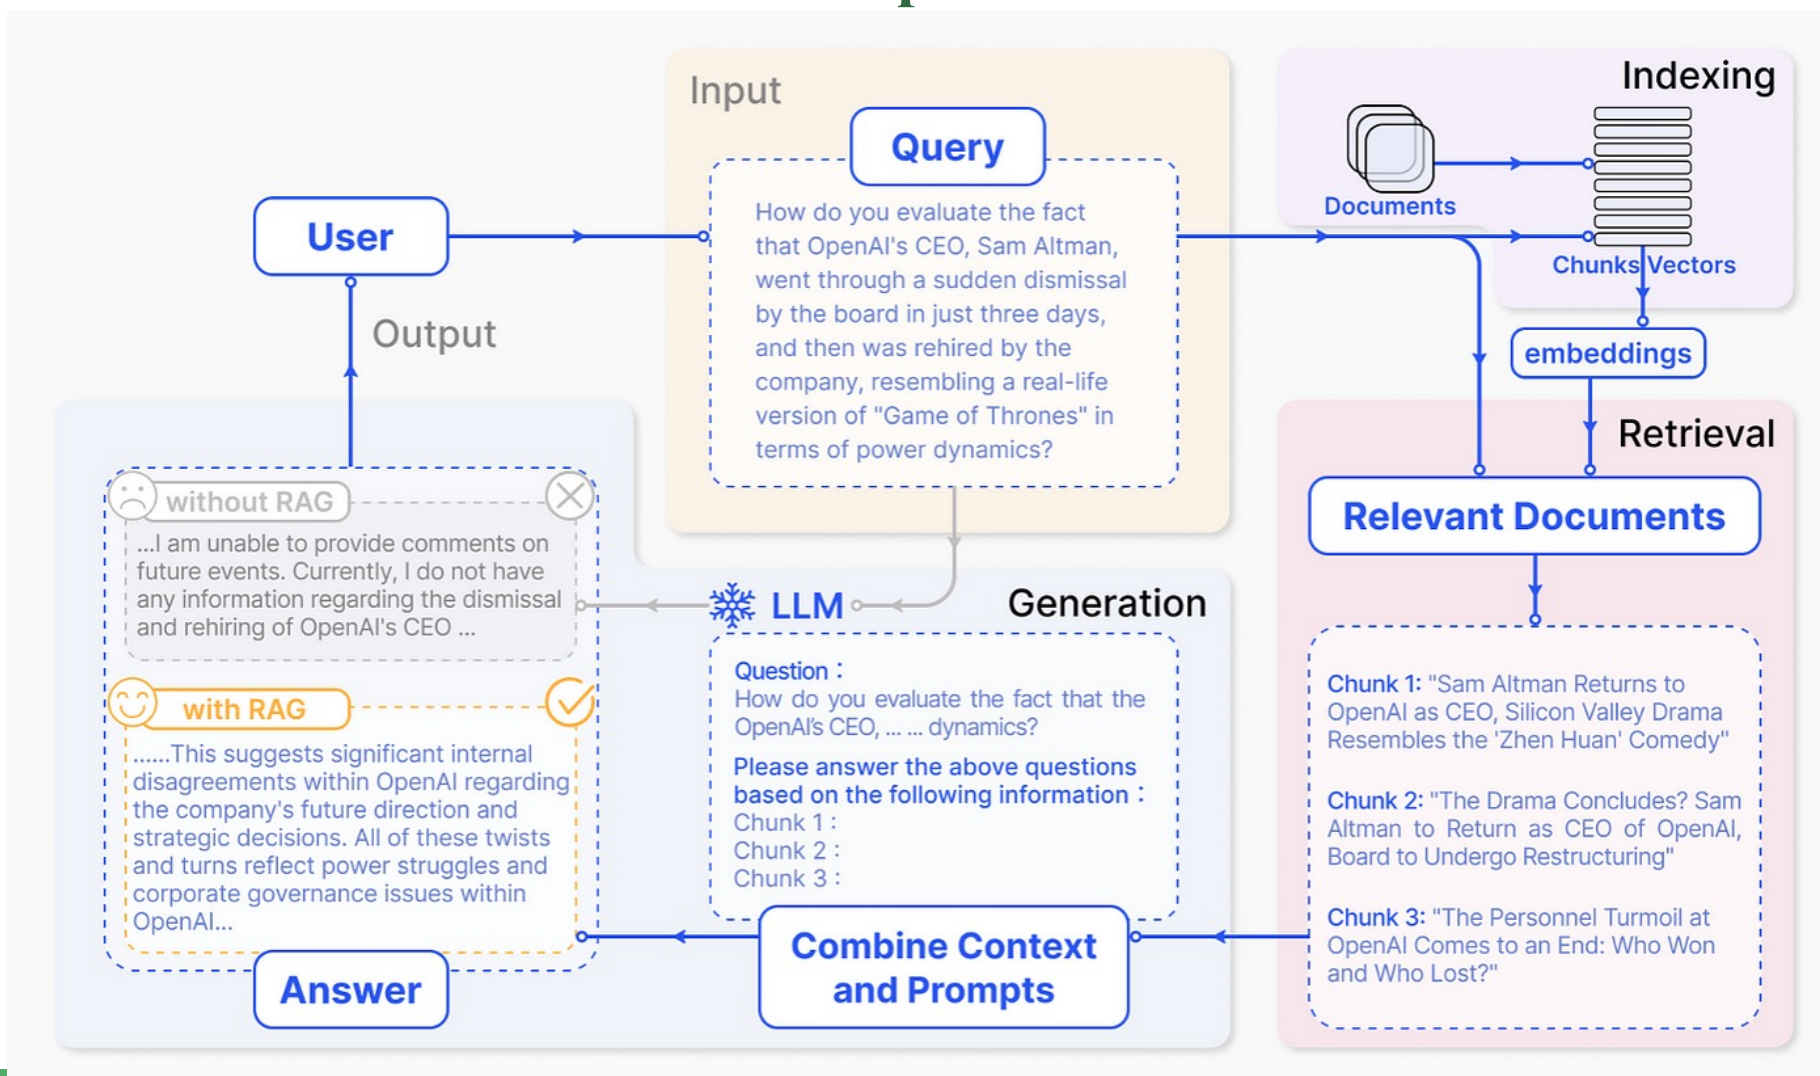 Input
Query
How do you evaluate the fact
that OpenAI's CEO, Sam Altman,
went through a sudden dismissal
by the board in just three days,
and then was rehired by the
company, resembling a real-life
version of "Game of Thrones" in
terms of power dynamics?
Indexing
Documents
Chunks Vectors
embeddings
User
Output
Retrieval
Relevant Documents
Chunk 1: "Sam Altman Returns to
OpenAI as CEO, Silicon Valley Drama
Resembles the 'Zhen Huan' Comedy"
Chunk 2: "The Drama Concludes? Sam
Altman to Return as CEO of OpenAI,
Board to Undergo Restructuring"
Chunk 3: "The Personnel Turmoil at
OpenAI Comes to an End: Who Won
and Who Lost?"
Generation
LLM
Question :
How do you evaluate the fact that the
OpenAI's CEO, ... ... dynamics?
Please answer the above questions
based on the following information :
Chunk 1 :
Chunk 2 :
Chunk 3 :
Combine Context
and Prompts
without RAG
...I am unable to provide comments on
future events. Currently, I do not have
any information regarding the dismissal
and rehiring of OpenAI's CEO ...
with RAG
......This suggests significant internal
disagreements within OpenAI regarding
the company's future direction and
strategic decisions. All of these twists
and turns reflect power struggles and
corporate governance issues within
OpenAI...
Answer